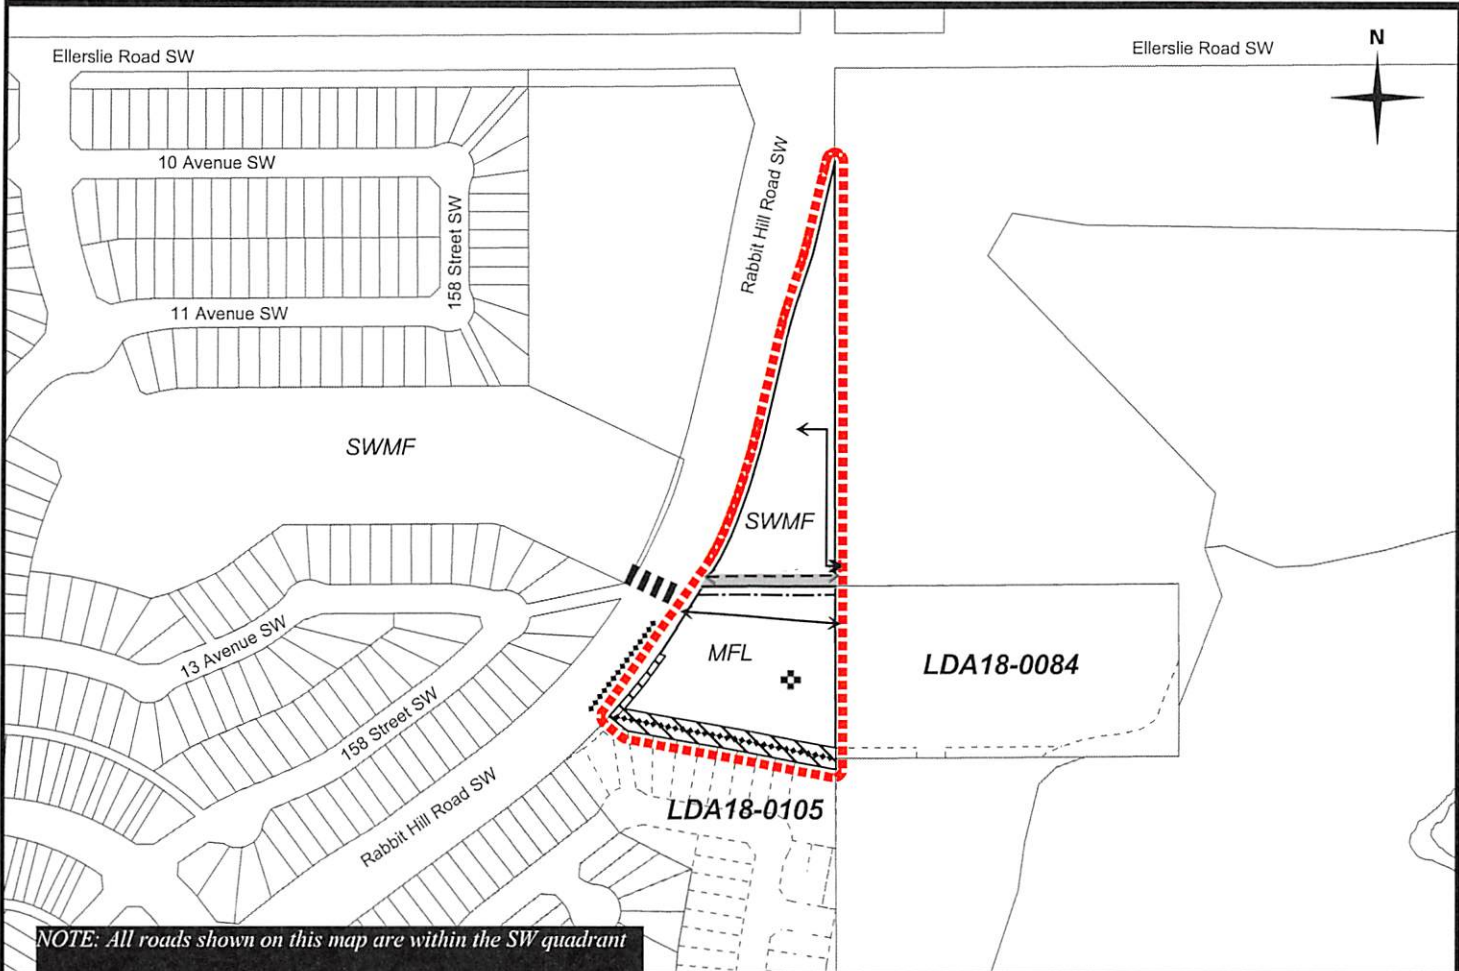 Ellerslie Road SW
Ellerslie Road SW
N
10 Avenue SW
158 Street SW
Rabbit Hill Road SW
11 Avenue SW
SWMF
SWMF
13 Avenue SW
MFL
LDA18-0084
158 Street SW
Rabbit Hill Road SW
LDA18-0105
NOTE: All roads shown on this map are within the SW quadrant